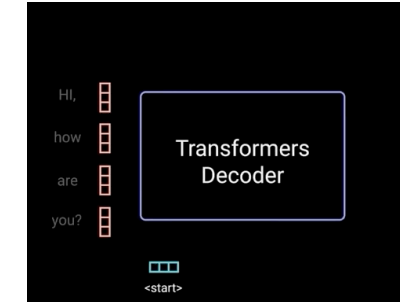 HI,
how
are
you?
Transformers
Decoder
<start>